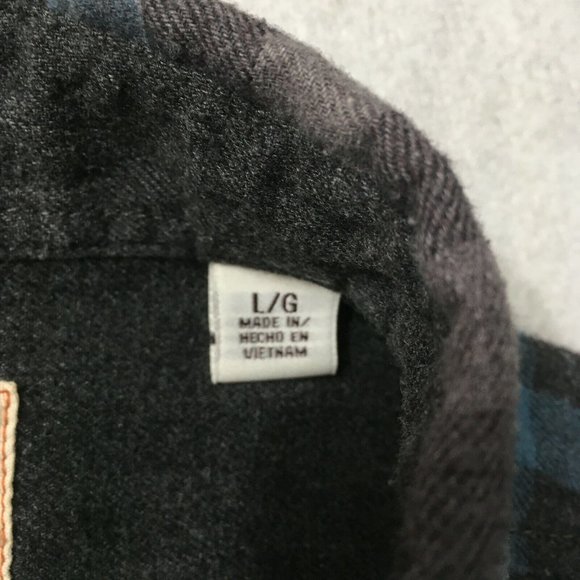 L/G
MADE IN/
HECHO EN
VIETNAM